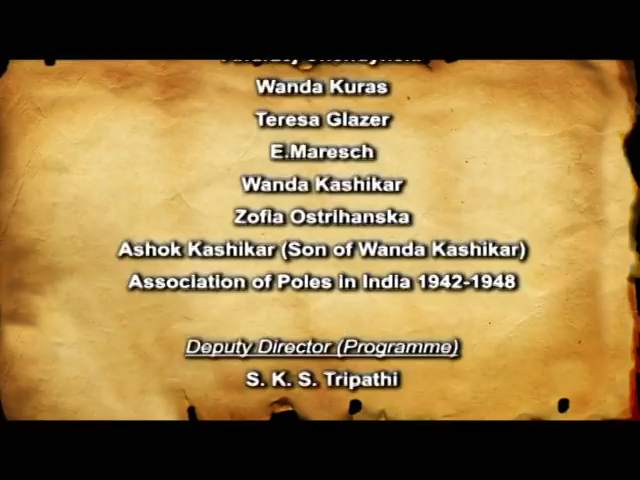 Wanda Kuras
Teresa Glazer
E.Maresch
Wanda Kashikar
Zofia Ostrihanska
Ashok Kashikar (Son of Wanda Kashikar)
Association of Poles in India 1942-1948
Deputy Director (Programme)
S. K. S. Tripathi